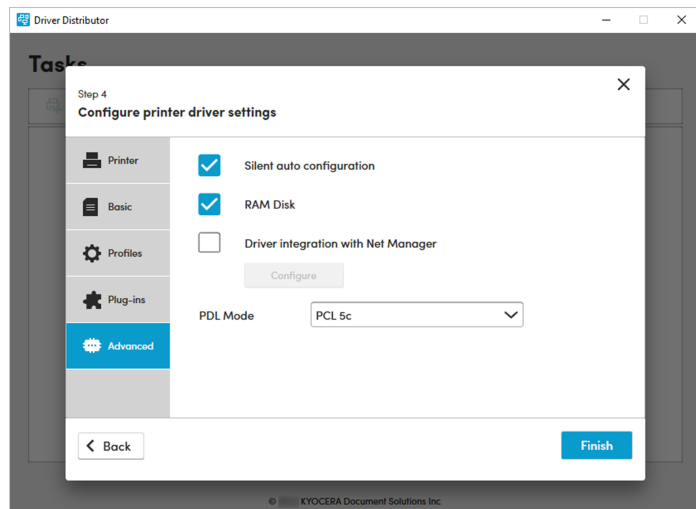 Driver Distributor
Tasks
Step 4
Configure printer driver settings
Printer
Silent auto configuration
Basic
RAM Disk
Profiles
Driver integration with Net Manager
Configure
Plug-ins
PDL Mode
PCL 5c
Advanced
Back
Finish
© KYOCERA Document Solutions Inc.